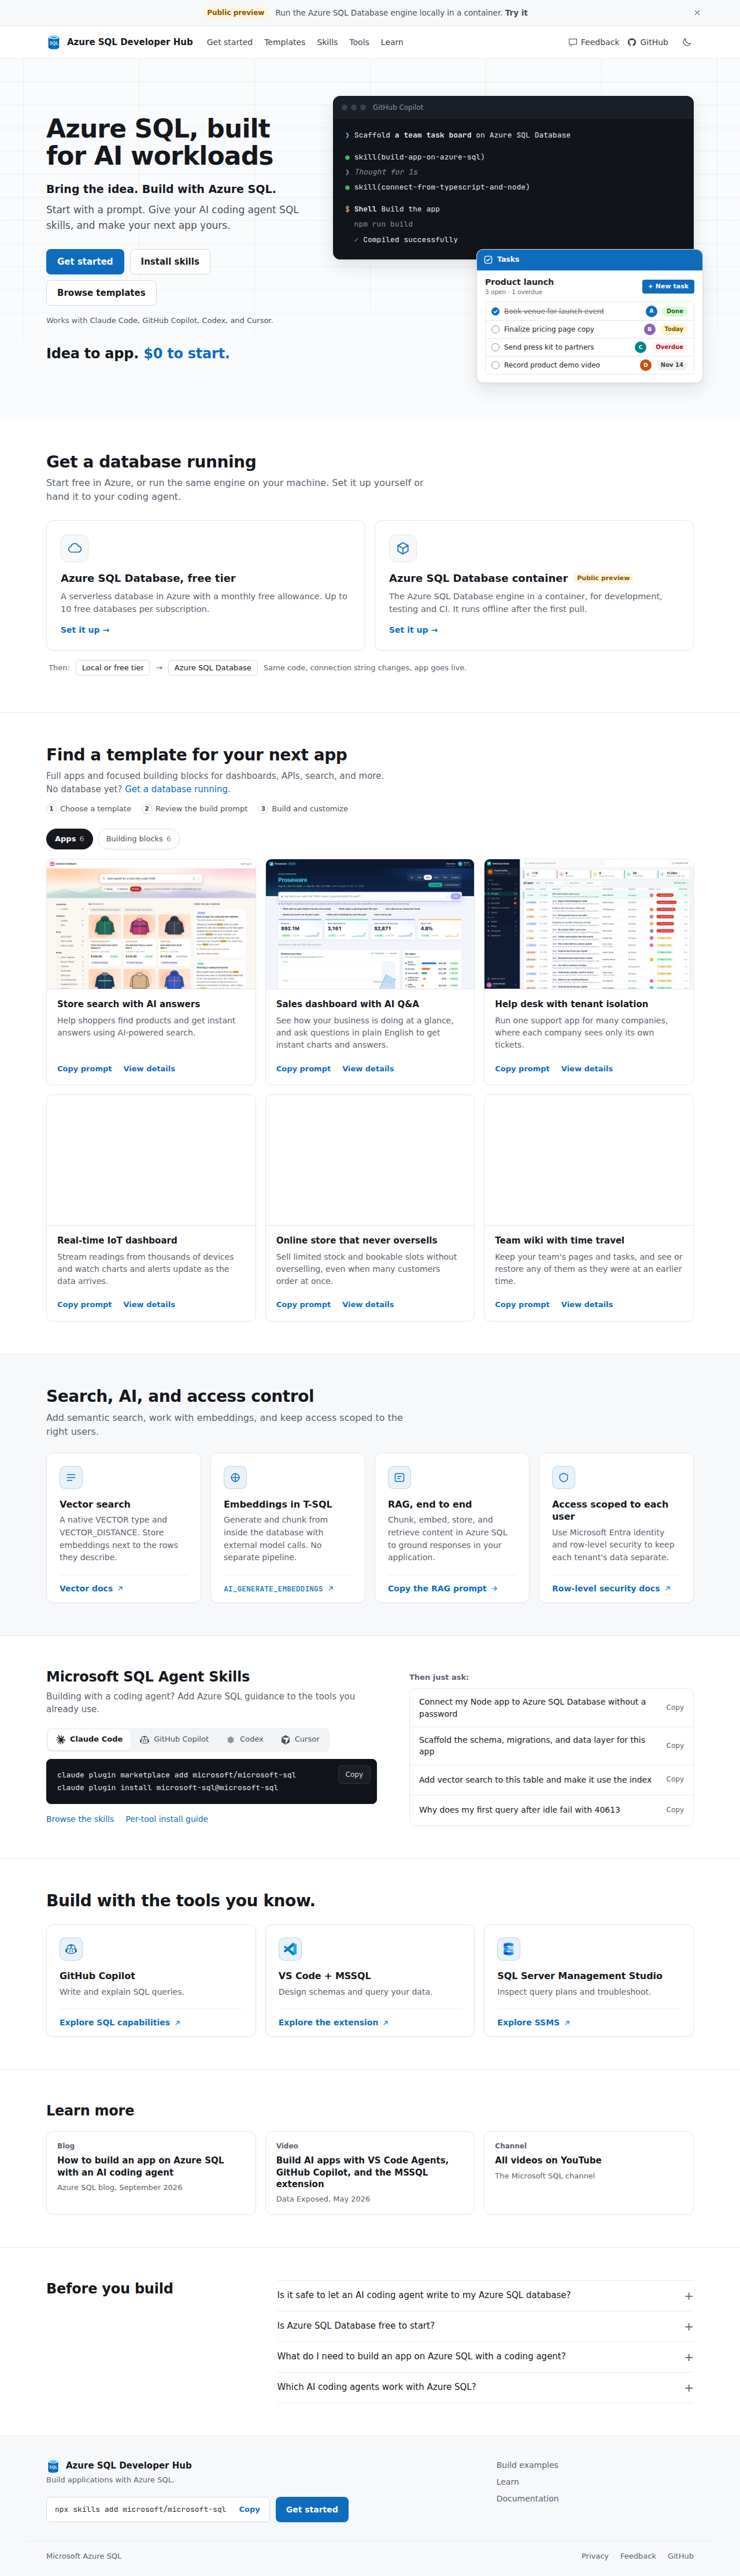 Public preview Run the Azure SQL Database engine locally in a container. Try it
Azure SQL Developer Hub Get started Templates Skills Tools Learn Feedback GitHub
Azure SQL, built
for AI workloads
Bring the idea. Build with Azure SQL.
Start with a prompt. Give your AI coding agent SQL
skills, and make your next app yours.
Get started Install skills
Browse templates
Works with Claude Code, GitHub Copilot, Codex, and Cursor.
Idea to app. $0 to start.
GitHub Copilot
❯ Scaffold a team task board on Azure SQL Database
● skill(build-app-on-azure-sql)
❯ Thought for 1s
● skill(connect-from-typescript-and-node)
$ Shell Build the app
npm run build
✓ Compiled successfully
Tasks
Product launch
3 open · 1 overdue
+ New task
Book venue for launch event A Done
Finalize pricing page copy B Today
Send press kit to partners C Overdue
Record product demo video D Nov 14
Get a database running
Start free in Azure, or run the same engine on your machine. Set it up yourself or
hand it to your coding agent.
Azure SQL Database, free tier
A serverless database in Azure with a monthly free allowance. Up to
10 free databases per subscription.
Set it up →
Azure SQL Database container Public preview
The Azure SQL Database engine in a container, for development,
testing and CI. It runs offline after the first pull.
Set it up →
Then: Local or free tier → Azure SQL Database Same code, connection string changes, app goes live.
Find a template for your next app
Full apps and focused building blocks for dashboards, APIs, search, and more.
No database yet? Get a database running.
1 Choose a template 2 Review the build prompt 3 Build and customize
Apps 6 Building blocks 6
Proseware
$92.1M 3,161 $2,871 4.8%
Store search with AI answers
Help shoppers find products and get instant
answers using AI-powered search.
Copy prompt View details
Sales dashboard with AI Q&A
See how your business is doing at a glance,
and ask questions in plain English to get
instant charts and answers.
Copy prompt View details
Help desk with tenant isolation
Run one support app for many companies,
where each company sees only its own
tickets.
Copy prompt View details
Real-time IoT dashboard
Stream readings from thousands of devices
and watch charts and alerts update as the
data arrives.
Copy prompt View details
Online store that never oversells
Sell limited stock and bookable slots without
overselling, even when many customers
order at once.
Copy prompt View details
Team wiki with time travel
Keep your team's pages and tasks, and see or
restore any of them as they were at an earlier
time.
Copy prompt View details
Search, AI, and access control
Add semantic search, work with embeddings, and keep access scoped to the
right users.
Vector search
A native VECTOR type and
VECTOR_DISTANCE. Store
embeddings next to the rows
they describe.
Vector docs ↗
Embeddings in T-SQL
Generate and chunk from
inside the database with
external model calls. No
separate pipeline.
AI_GENERATE_EMBEDDINGS ↗
RAG, end to end
Chunk, embed, store, and
retrieve content in Azure SQL
to ground responses in your
application.
Copy the RAG prompt →
Access scoped to each
user
Use Microsoft Entra identity
and row-level security to keep
each tenant's data separate.
Row-level security docs ↗
Microsoft SQL Agent Skills
Building with a coding agent? Add Azure SQL guidance to the tools you
already use.
Claude Code GitHub Copilot Codex Cursor
claude plugin marketplace add microsoft/microsoft-sql
claude plugin install microsoft-sql@microsoft-sql
Copy
Browse the skills Per-tool install guide
Then just ask:
Connect my Node app to Azure SQL Database without a
password
Copy
Scaffold the schema, migrations, and data layer for this
app
Copy
Add vector search to this table and make it use the index Copy
Why does my first query after idle fail with 40613 Copy
Build with the tools you know.
GitHub Copilot
Write and explain SQL queries.
Explore SQL capabilities ↗
VS Code + MSSQL
Design schemas and query your data.
Explore the extension ↗
SQL Server Management Studio
Inspect query plans and troubleshoot.
Explore SSMS ↗
Learn more
Blog
How to build an app on Azure SQL
with an AI coding agent
Azure SQL blog, September 2026
Video
Build AI apps with VS Code Agents,
GitHub Copilot, and the MSSQL
extension
Data Exposed, May 2026
Channel
All videos on YouTube
The Microsoft SQL channel
Before you build
Is it safe to let an AI coding agent write to my Azure SQL database?
Is Azure SQL Database free to start?
What do I need to build an app on Azure SQL with a coding agent?
Which AI coding agents work with Azure SQL?
Azure SQL Developer Hub
Build applications with Azure SQL.
npx skills add microsoft/microsoft-sql Copy Get started
Build examples
Learn
Documentation
Microsoft Azure SQL Privacy Feedback GitHub